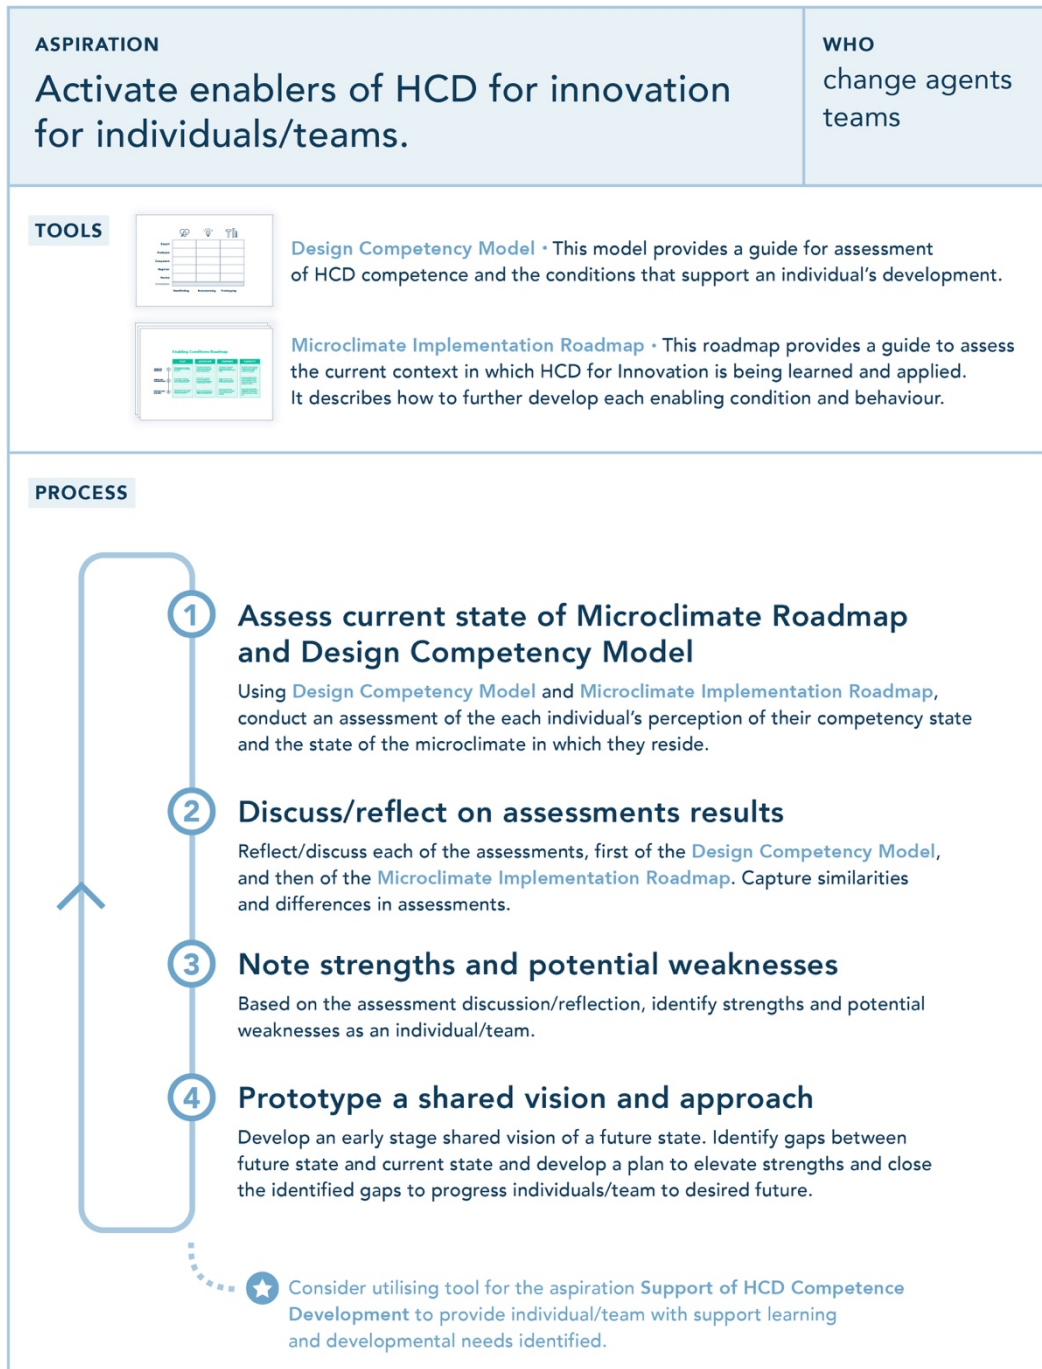 ASPIRATION
Activate enablers of HCD for innovation
for individuals/teams.
WHO
change agents
teams
TOOLS
Design Competency Model · This model provides a guide for assessment
of HCD competence and the conditions that support an individual’s development.
Enabling Conditions Roadmap
Microclimate Implementation Roadmap · This roadmap provides a guide to assess
the current context in which HCD for Innovation is being learned and applied.
It describes how to further develop each enabling condition and behaviour.
PROCESS
1
Assess current state of Microclimate Roadmap
and Design Competency Model
Using Design Competency Model and Microclimate Implementation Roadmap,
conduct an assessment of the each individual’s perception of their competency state
and the state of the microclimate in which they reside.
2
Discuss/reflect on assessments results
Reflect/discuss each of the assessments, first of the Design Competency Model,
and then of the Microclimate Implementation Roadmap. Capture similarities
and differences in assessments.
3
Note strengths and potential weaknesses
Based on the assessment discussion/reflection, identify strengths and potential
weaknesses as an individual/team.
4
Prototype a shared vision and approach
Develop an early stage shared vision of a future state. Identify gaps between
future state and current state and develop a plan to elevate strengths and close
the identified gaps to progress individuals/team to desired future.
Consider utilising tool for the aspiration Support of HCD Competence
Development to provide individual/team with support learning
and developmental needs identified.